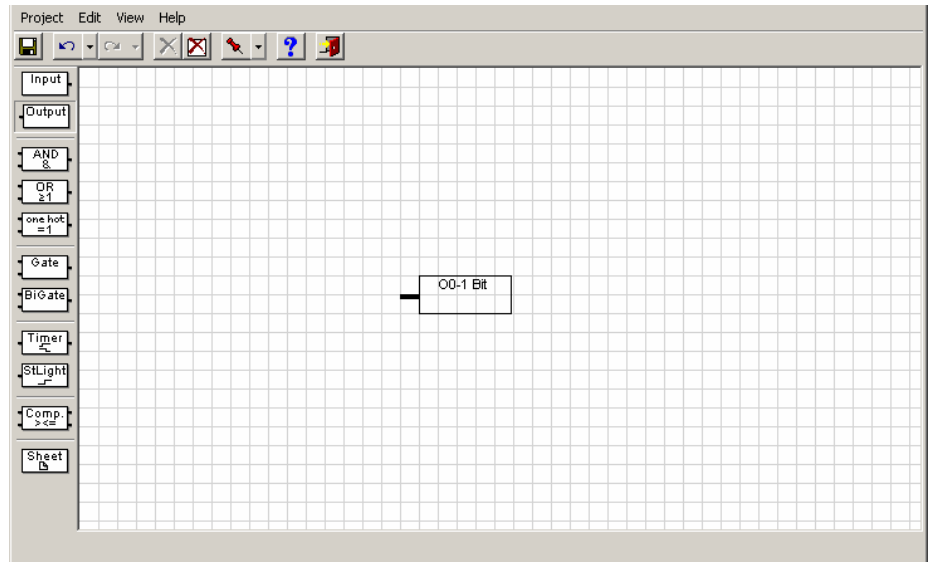 Project Edit View Help
?
Input
Output
AND
&
OR
≥1
one hot
=1
Gate
BiGate
Timer
StLight
Comp.
><=
Sheet
O0-1 Bit